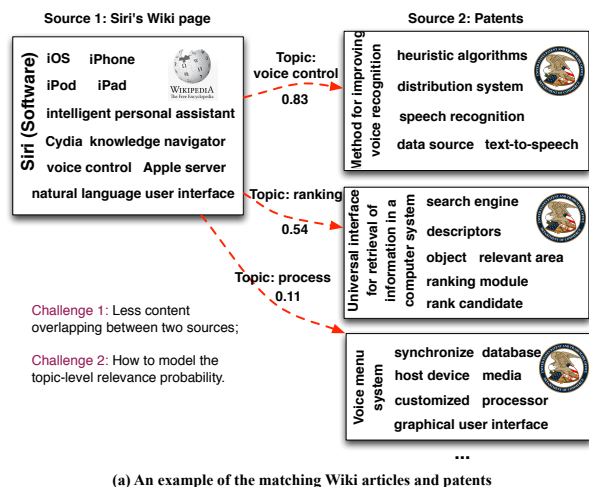 Source 1: Siri's Wiki page
Siri (Software)
iOS iPhone
iPod iPad
WIKIPEDIA
The Free Encyclopedia
intelligent personal assistant
Cydia knowledge navigator
voice control Apple server
natural language user interface
Topic:
voice control
0.83
Topic: ranking
0.54
Topic: process
0.11
Source 2: Patents
Method for improving
voice recognition
heuristic algorithms
distribution system
speech recognition
data source text-to-speech
Universal interface
for retrieval of
information in a
computer system
search engine
descriptors
object relevant area
ranking module
rank candidate
Voice menu
system
synchronize database
host device media
customized processor
graphical user interface
...
Challenge 1: Less content
overlapping between two sources;
Challenge 2: How to model the
topic-level relevance probability.
(a) An example of the matching Wiki articles and patents